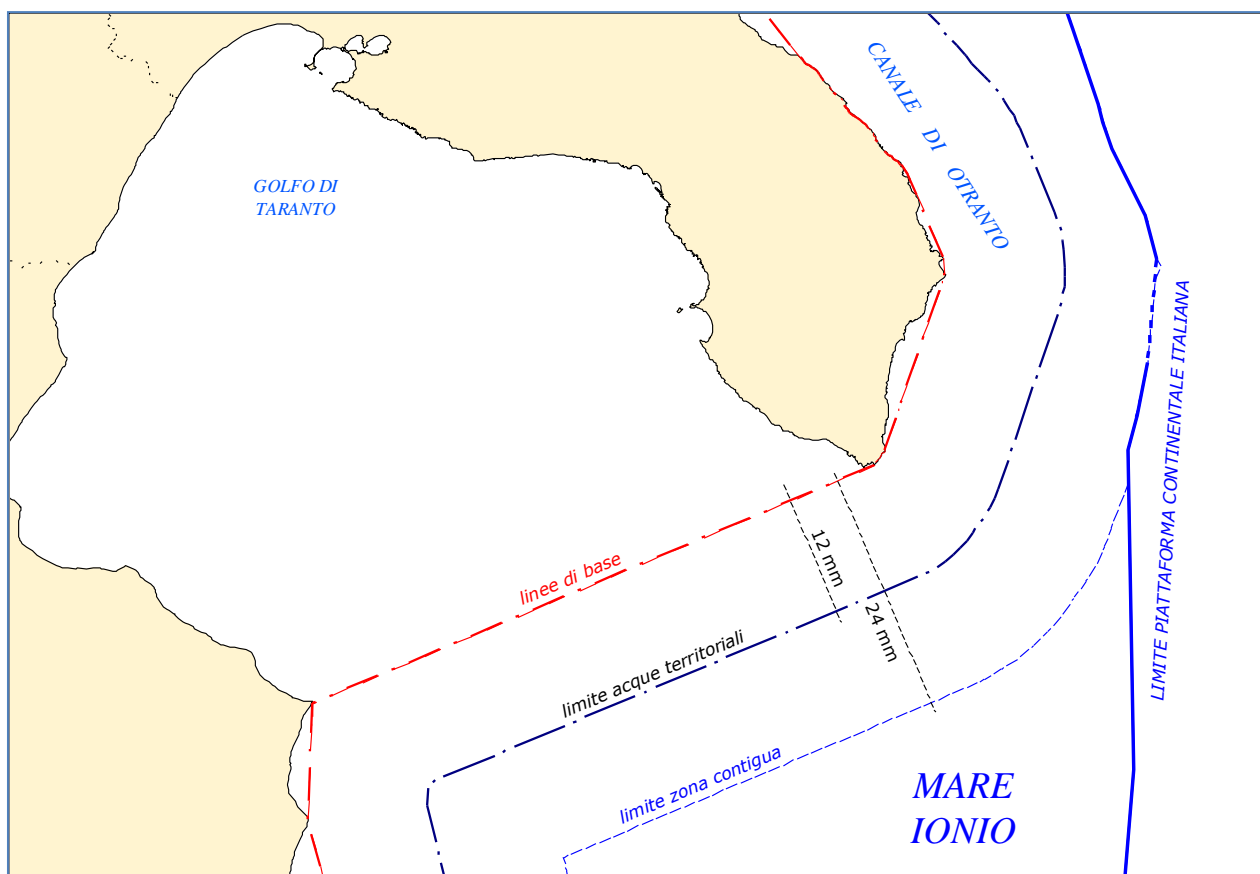 CANALE DI OTRANTO
GOLFO DI
TARANTO
LIMITE PIATTAFORMA CONTINENTALE ITALIANA
12 mm
linee di base
24 mm
limite acque territoriali
limite zona contigua
MARE
IONIO